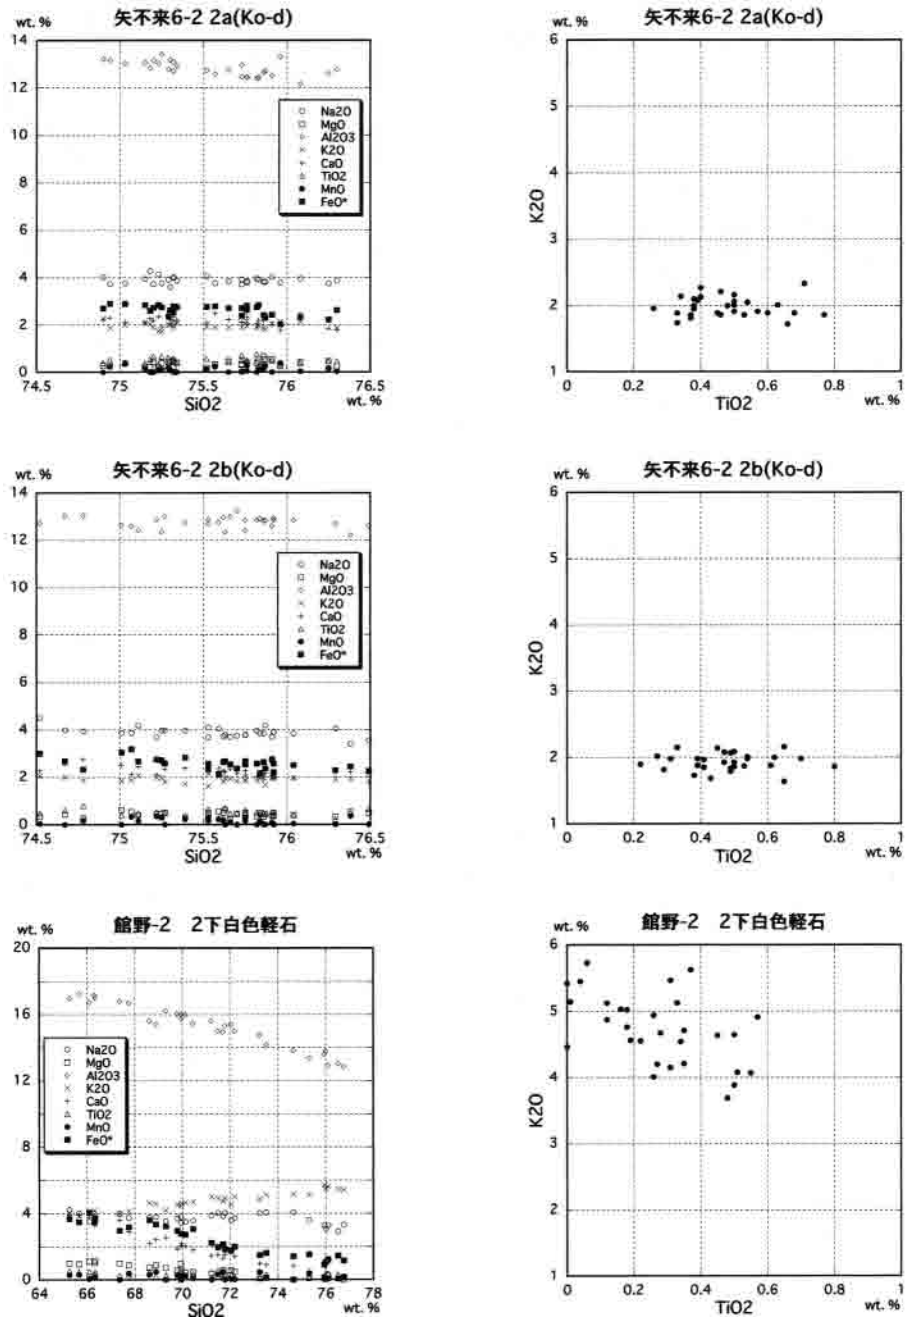 wt. %
矢不来6-2 2a(Ko-d)
14
12
10
8
6
4
2
0
Na2O
MgO
Al2O3
K2O
CaO
TiO2
MnO
FeO*
74.5 75 75.5 76 76.5
SiO2
wt. %
wt. %
矢不来6-2 2a(Ko-d)
6
5
4
3
2
1
K2O
0 0.2 0.4 0.6 0.8 1
TiO2
wt. %
wt. %
矢不来6-2 2b(Ko-d)
14
12
10
8
6
4
2
0
Na2O
MgO
Al2O3
K2O
CaO
TiO2
MnO
FeO*
74.5 75 75.5 76 76.5
SiO2
wt. %
wt. %
矢不来6-2 2b(Ko-d)
6
5
4
3
2
1
K2O
0 0.2 0.4 0.6 0.8 1
TiO2
wt. %
wt. %
館野-2 2下白色軽石
20
16
12
8
4
0
Na2O
MgO
Al2O3
K2O
CaO
TiO2
MnO
FeO*
64 66 68 70 72 74 76 78
SiO2
wt. %
wt. %
館野-2 2下白色軽石
6
5
4
3
2
1
K2O
0 0.2 0.4 0.6 0.8 1
TiO2
wt. %